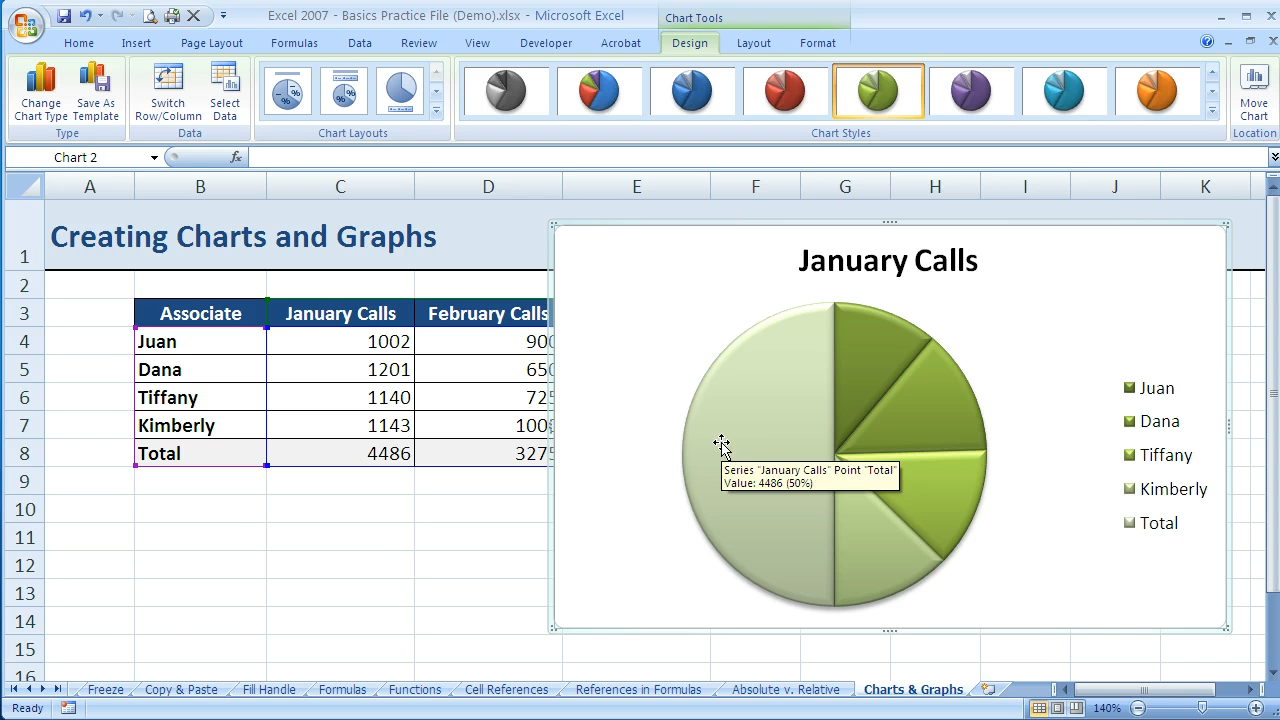 Excel 2007 - Basics Practice File (Demo).xlsx - Microsoft Excel
Chart Tools
Home Insert Page Layout Formulas Data Review View Developer Acrobat Design Layout Format
Change Chart Type
Save As Template
Switch Row/Column
Select Data
Move Chart
Type Data Chart Layouts Chart Styles Location
Chart 2 fx
A B C D E F G H I J K
1 Creating Charts and Graphs
2
3 Associate January Calls February Calls
4 Juan 1002 900
5 Dana 1201 650
6 Tiffany 1140 725
7 Kimberly 1143
8 Total 4486 3275
9
10
11
12
13
14
15
16
January Calls
Series "January Calls" Point "Total"
Value: 4486 (50%)
Juan
Dana
Tiffany
Kimberly
Total
Freeze Copy & Paste Fill Handle Formulas Functions Cell References References in Formulas Absolute v. Relative Charts & Graphs
Ready 140%